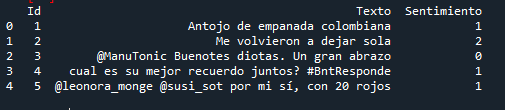 Id Texto Sentimiento
0 1 Antojo de empanada colombiana 1
1 2 Me volvieron a dejar sola 2
2 3 @ManuTonic Buenotes diotas. Un gran abrazo 0
3 4 cual es su mejor recuerdo juntos? #BntResponde 1
4 5 @leonora_monge @susi_sot por mi sí, con 20 rojos 1